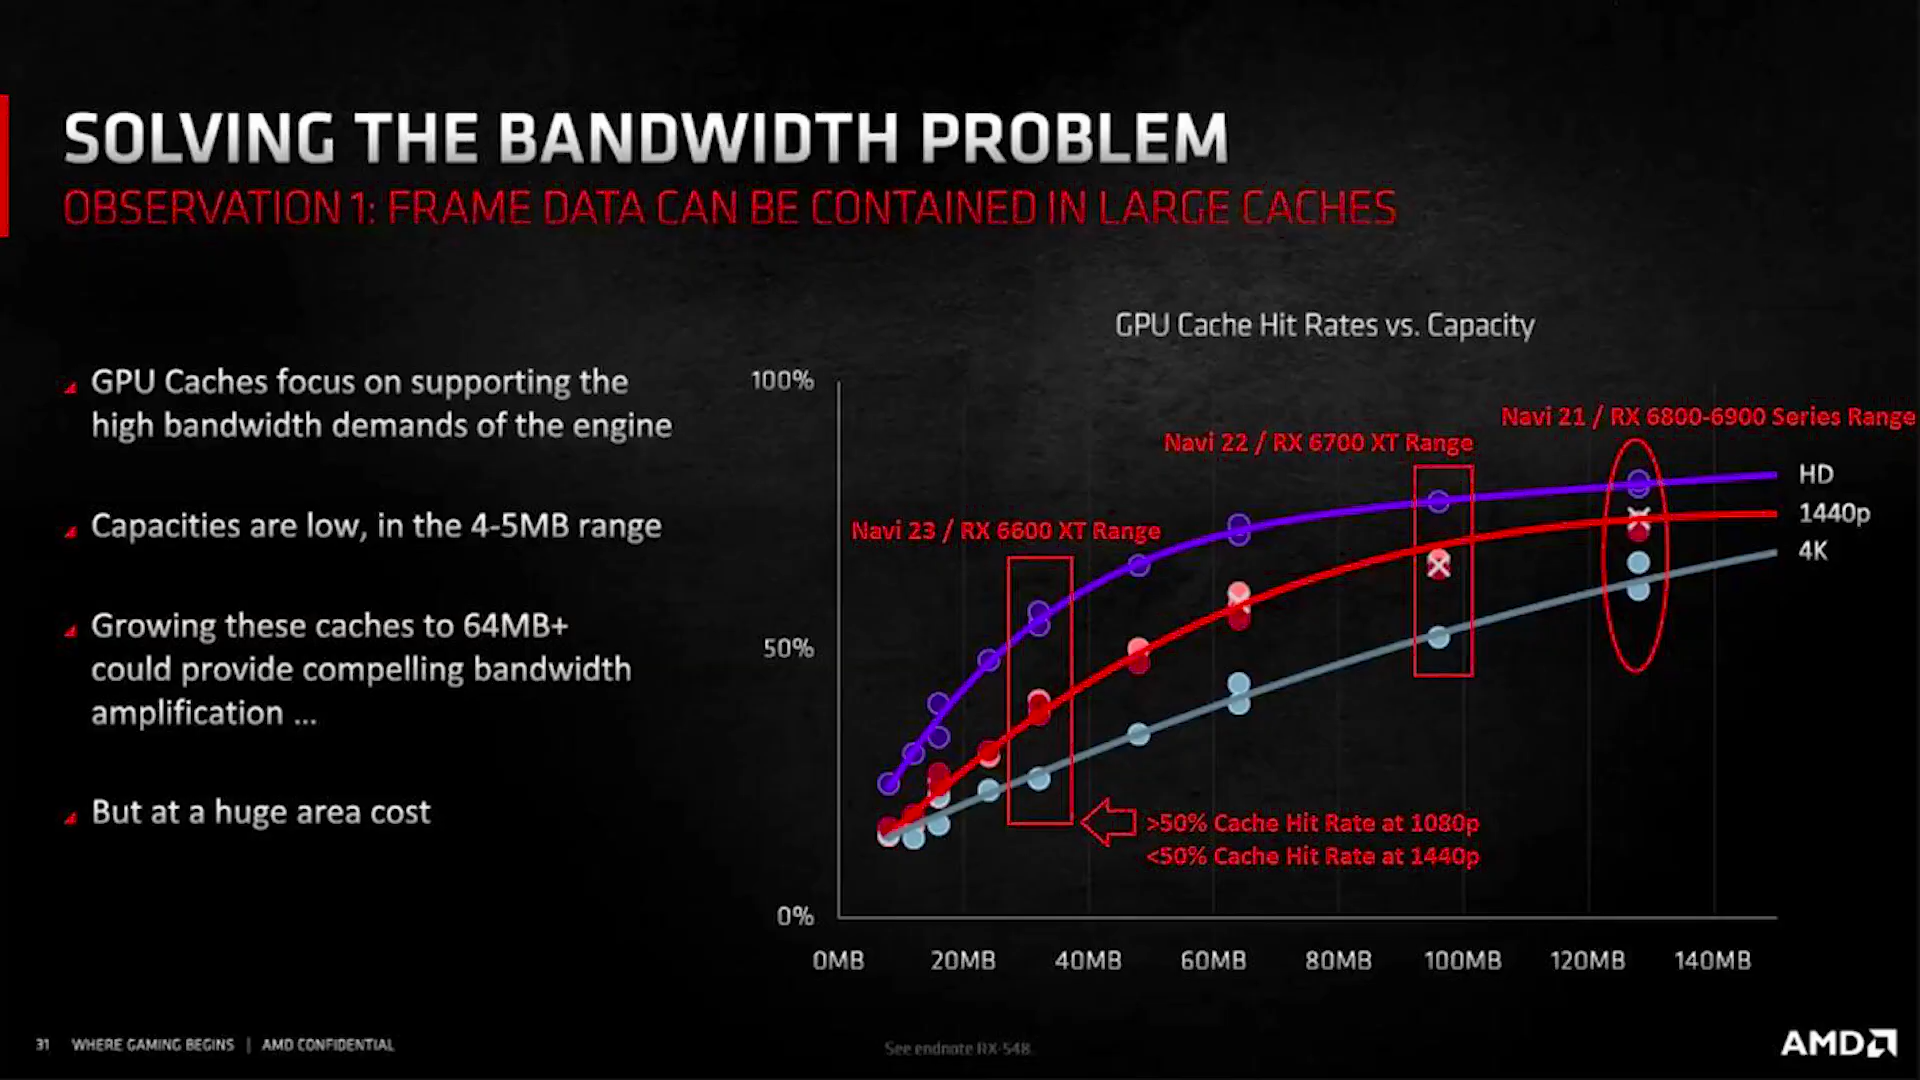 SOLVING THE BANDWIDTH PROBLEM
OBSERVATION 1: FRAME DATA CAN BE CONTAINED IN LARGE CACHES
GPU Caches focus on supporting the
high bandwidth demands of the engine
Capacities are low, in the 4-5MB range
Growing these caches to 64MB+
could provide compelling bandwidth
amplification ...
But at a huge area cost
GPU Cache Hit Rates vs. Capacity
100%
50%
0%
Navi 21 / RX 6800-6900 Series Range
Navi 22 / RX 6700 XT Range
Navi 23 / RX 6600 XT Range
HD
1440p
4K
>50% Cache Hit Rate at 1080p
<50% Cache Hit Rate at 1440p
0MB 20MB 40MB 60MB 80MB 100MB 120MB 140MB
31 WHERE GAMING BEGINS | AMD CONFIDENTIAL
See endnote RX-548.
AMD